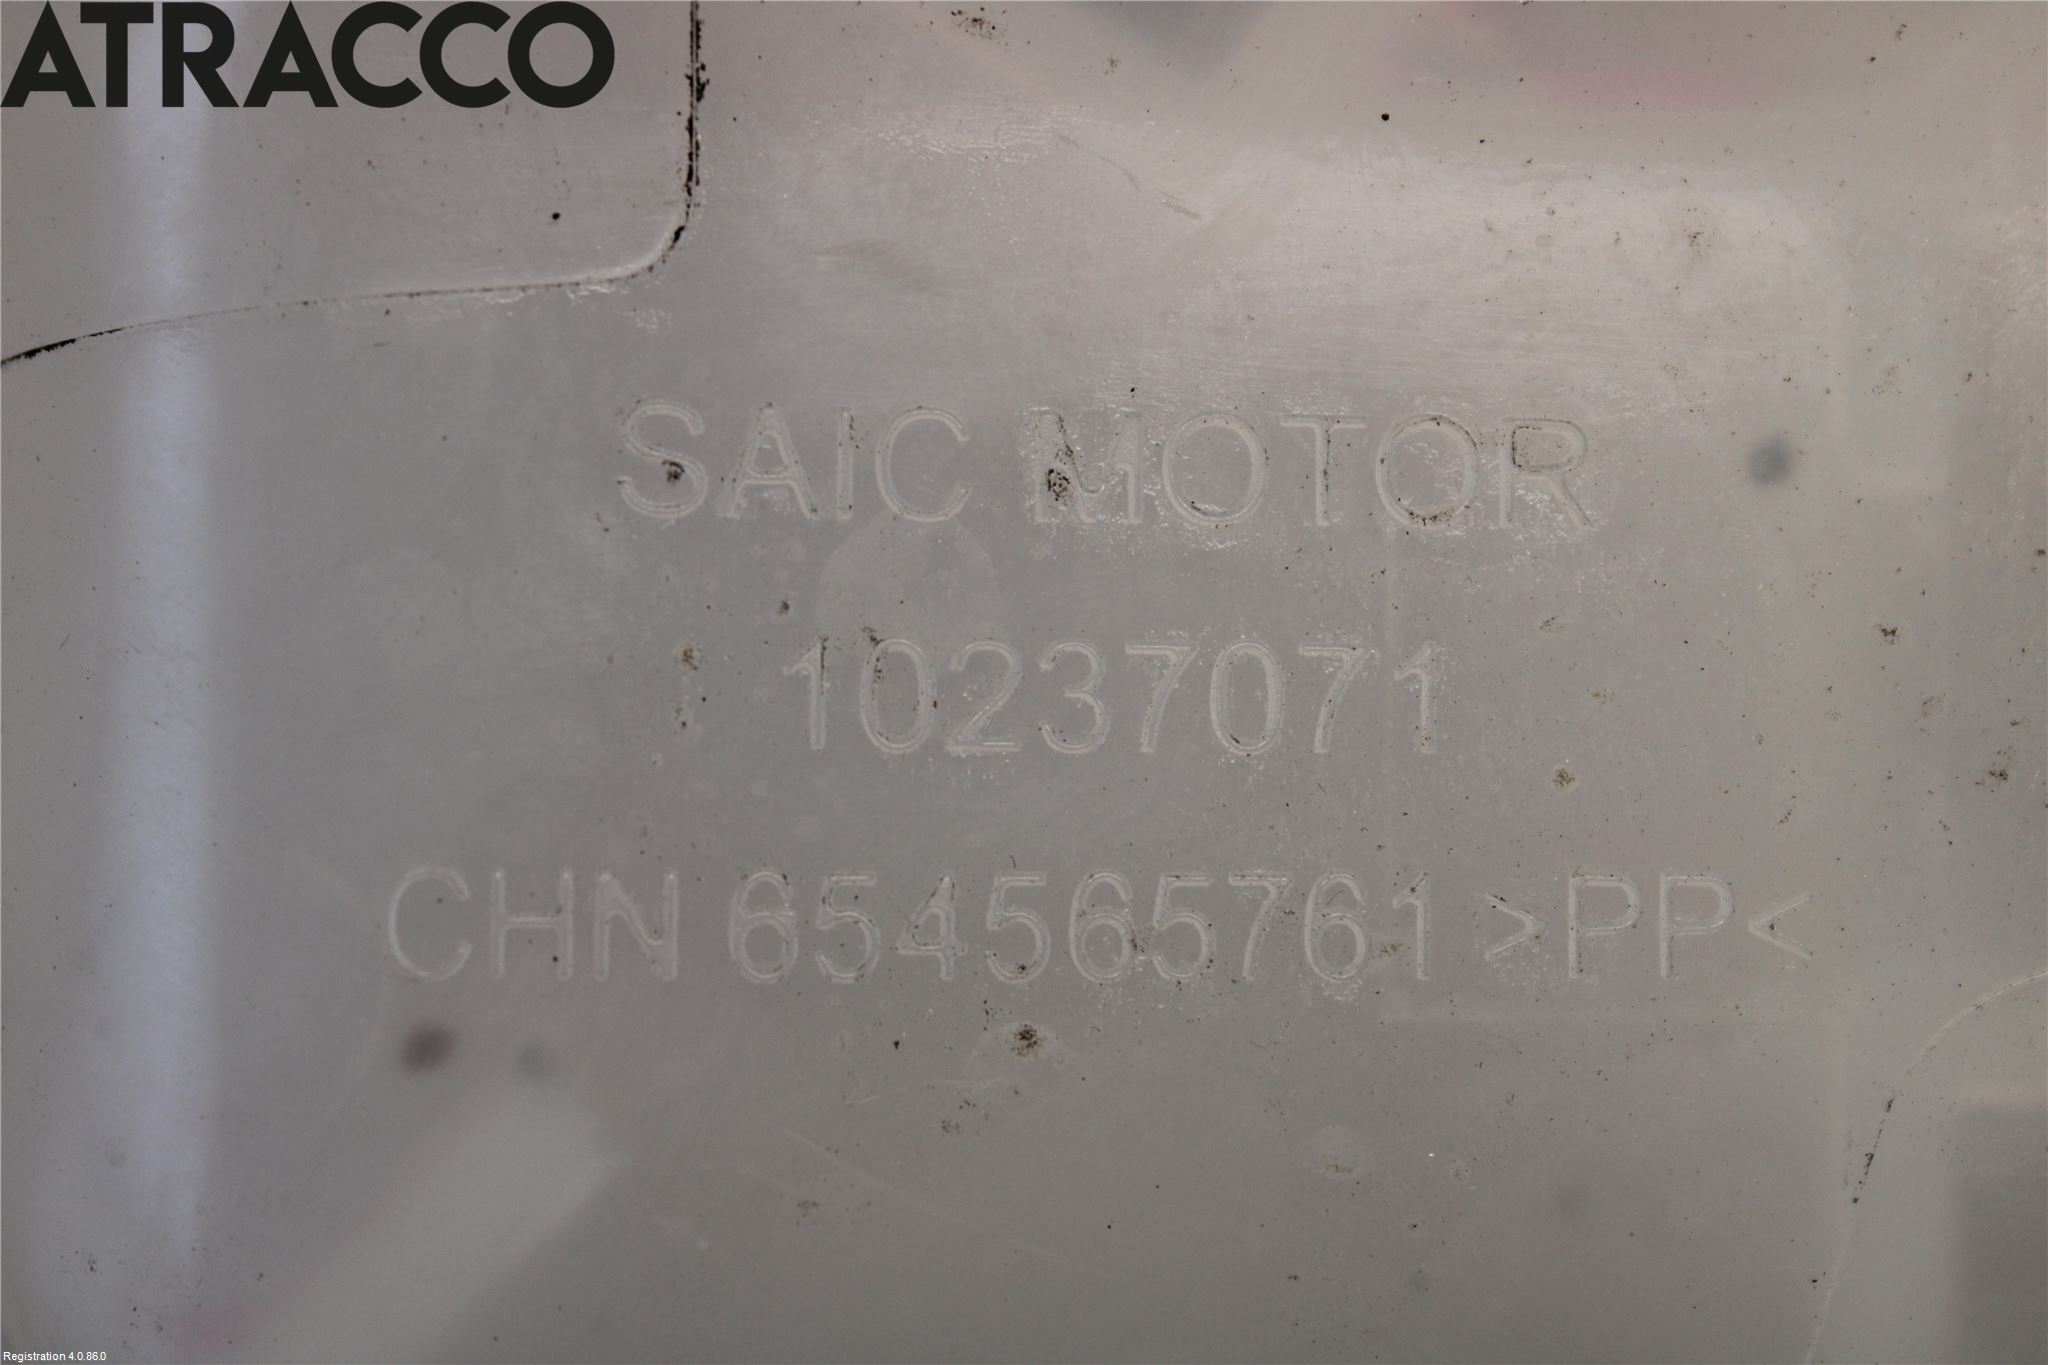 ATRACCO
SAIC MOTOR
10237071
CHN 654565761 >PP<
Registration 4.0.86.0